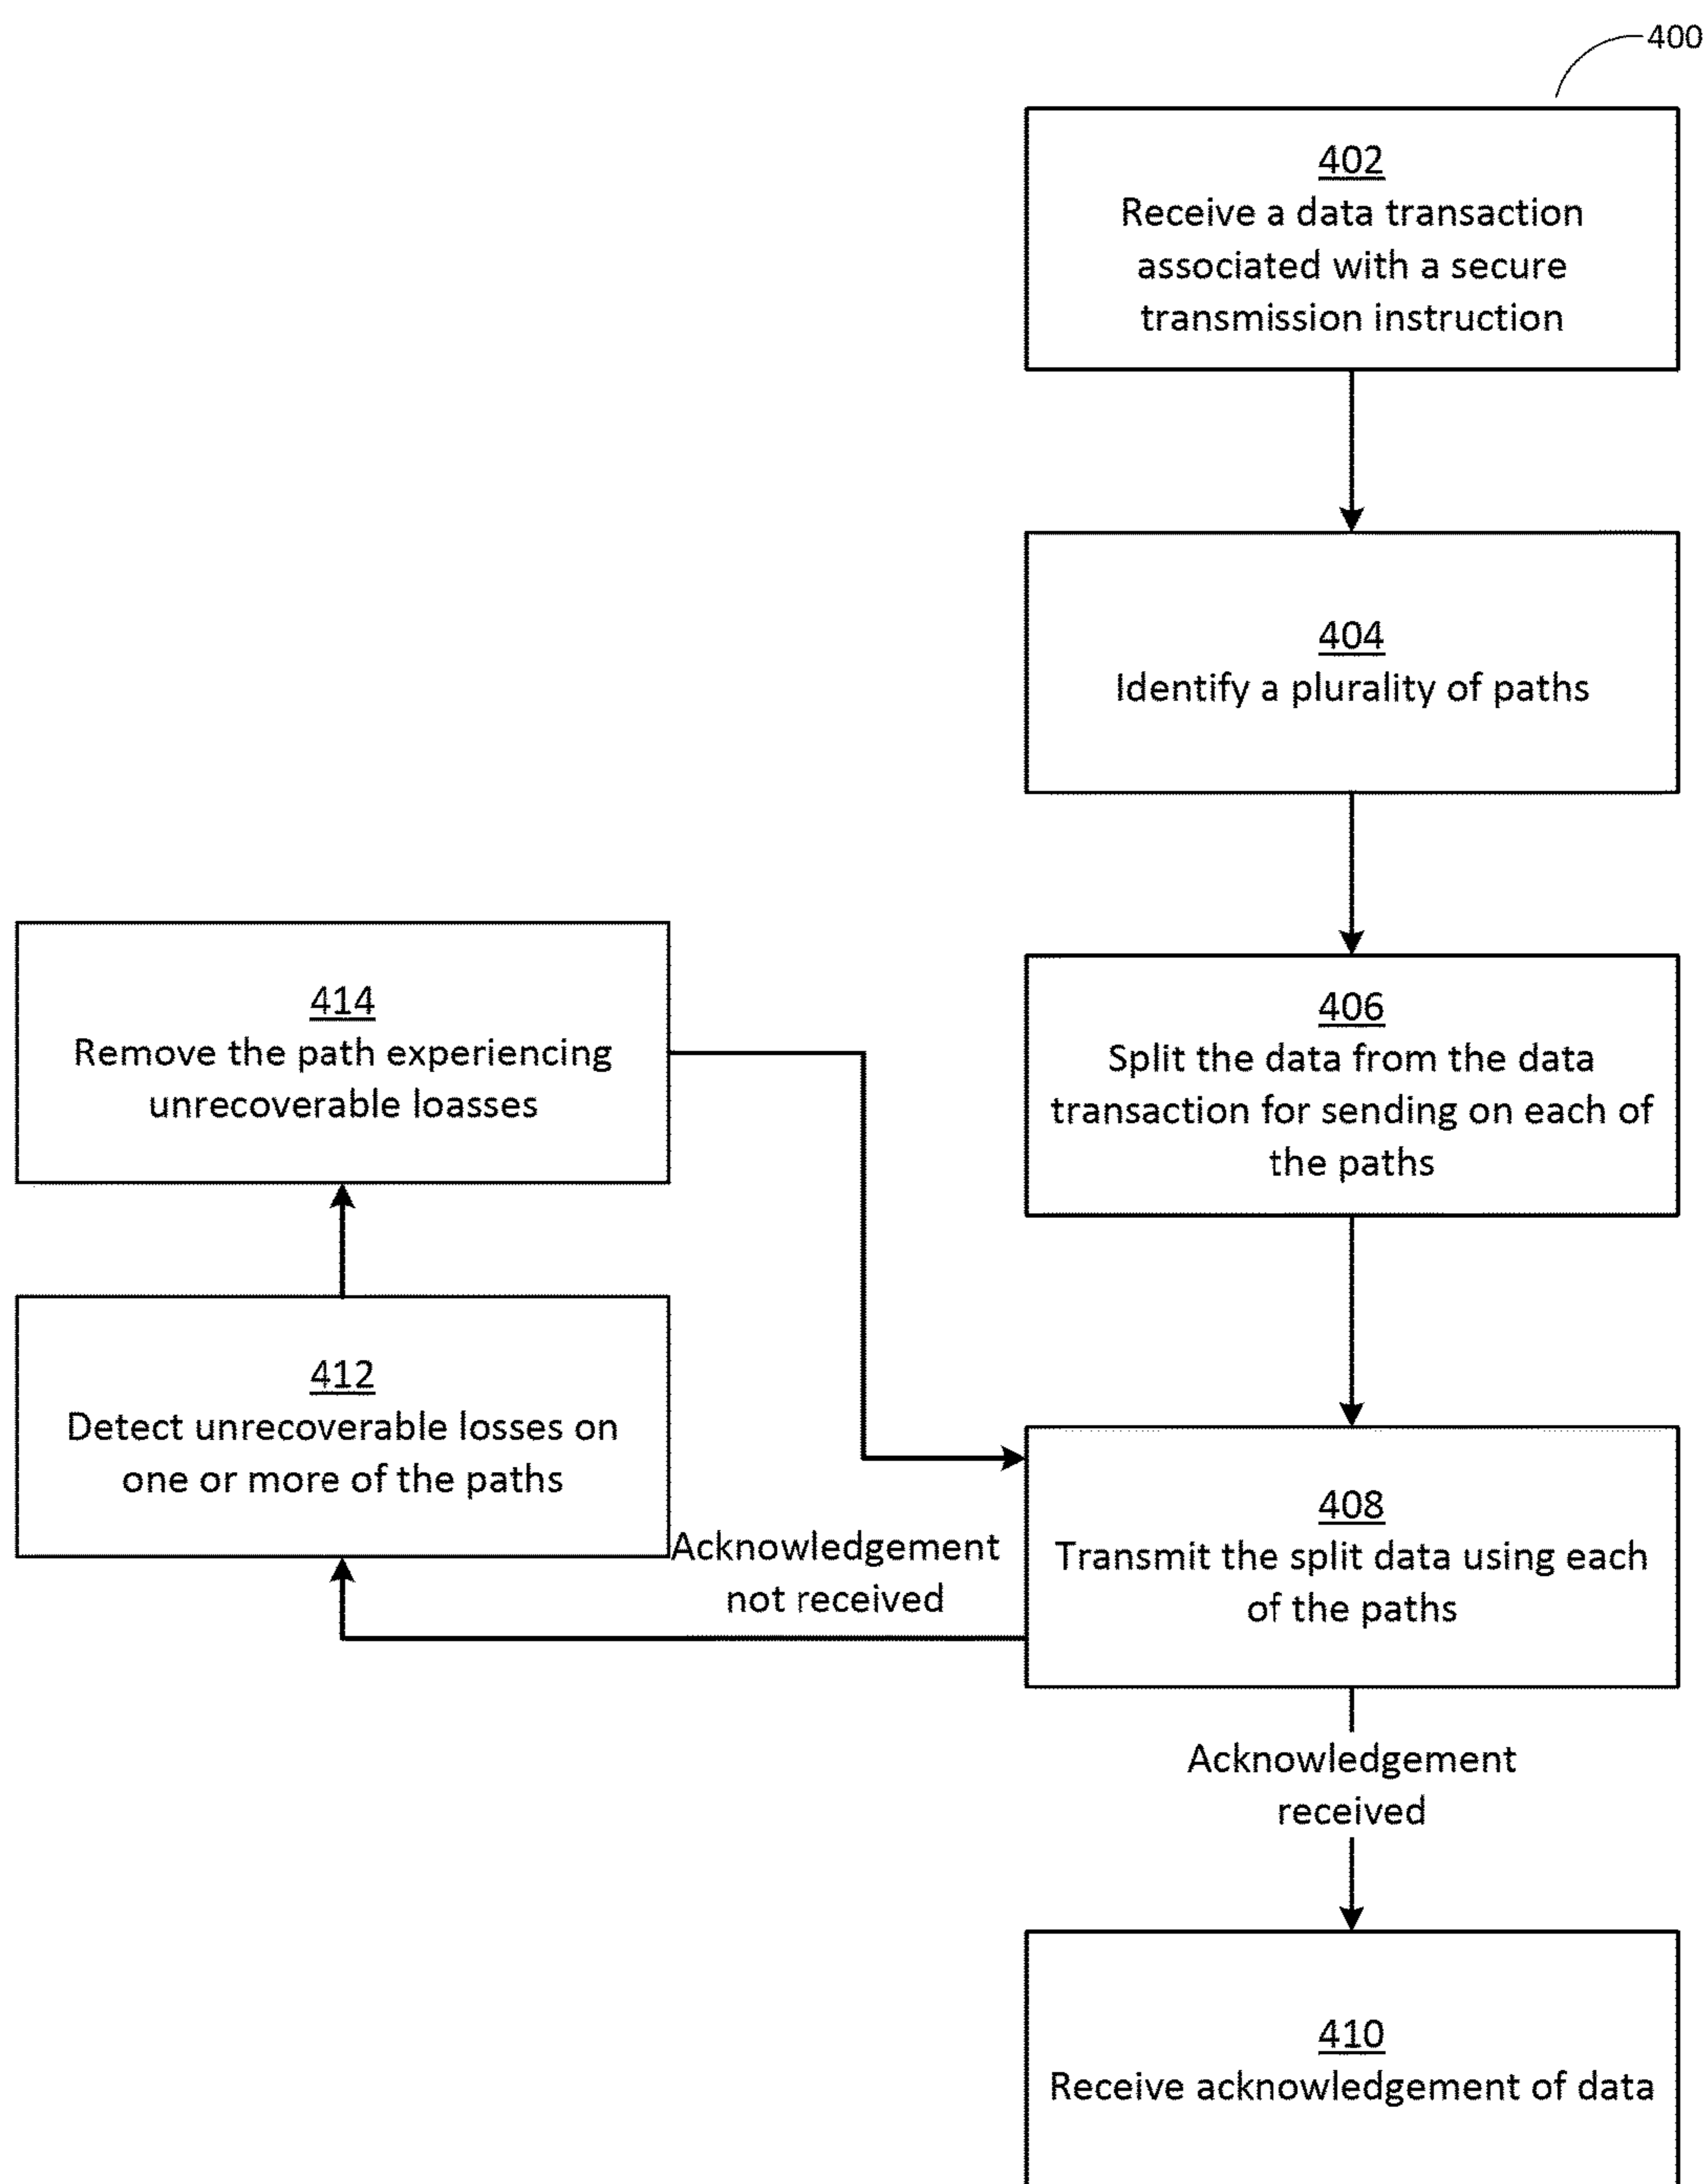 400
402
Receive a data transaction
associated with a secure
transmission instruction
404
Identify a plurality of paths
406
Split the data from the data
transaction for sending on each of
the paths
414
Remove the path experiencing
unrecoverable loasses
412
Detect unrecoverable losses on
one or more of the paths
Acknowledgement
not received
408
Transmit the split data using each
of the paths
Acknowledgement
received
410
Receive acknowledgement of data